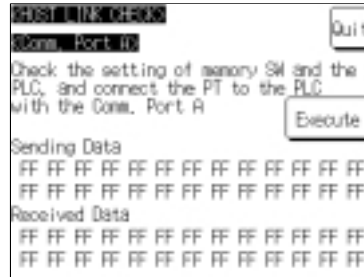 <HOST LINK CHECK>
Quit
<Comm. Port A>
Check the setting of memory SW and the
PLC, and connect the PT to the PLC
with the Comm. Port A
Execute
Sending Data
FF FF FF FF FF FF FF FF FF FF FF FF FF
FF FF FF FF FF FF FF FF FF FF FF FF FF
Received Data
FF FF FF FF FF FF FF FF FF FF FF FF FF
FF FF FF FF FF FF FF FF FF FF FF FF FF